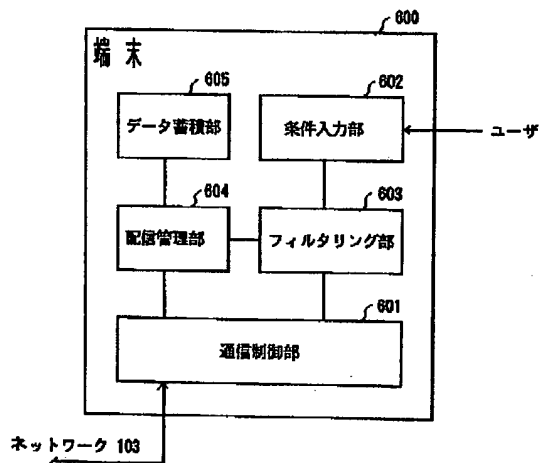 600
端末
605
602
データ蓄積部
条件入力部
ユーザ
604
603
配信管理部
フィルタリング部
601
通信制御部
ネットワーク 103